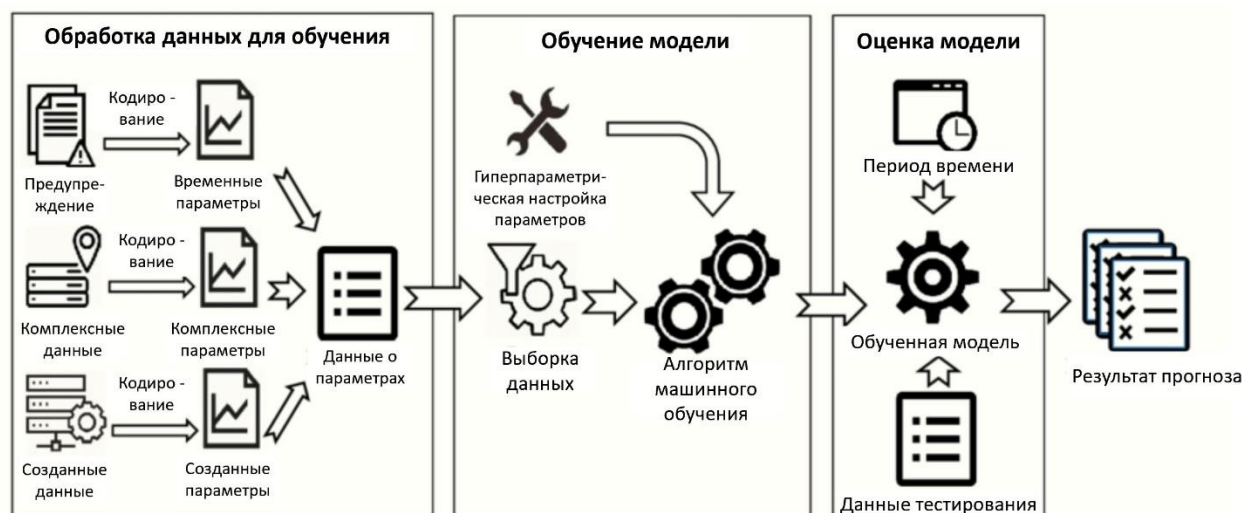 Обработка данных для обучения
Кодиро -
вание
Предупре-
ждение
Временные
параметры
Кодиро -
вание
Комплексные
данные
Комплексные
параметры
Кодиро -
вание
Созданные
данные
Созданные
параметры
Данные о
параметрах
Обучение модели
Гиперпараметри-
ческая настройка
параметров
Выборка
данных
Алгоритм
машинного
обучения
Оценка модели
Период времени
Обученная модель
Данные тестирования
Результат прогноза